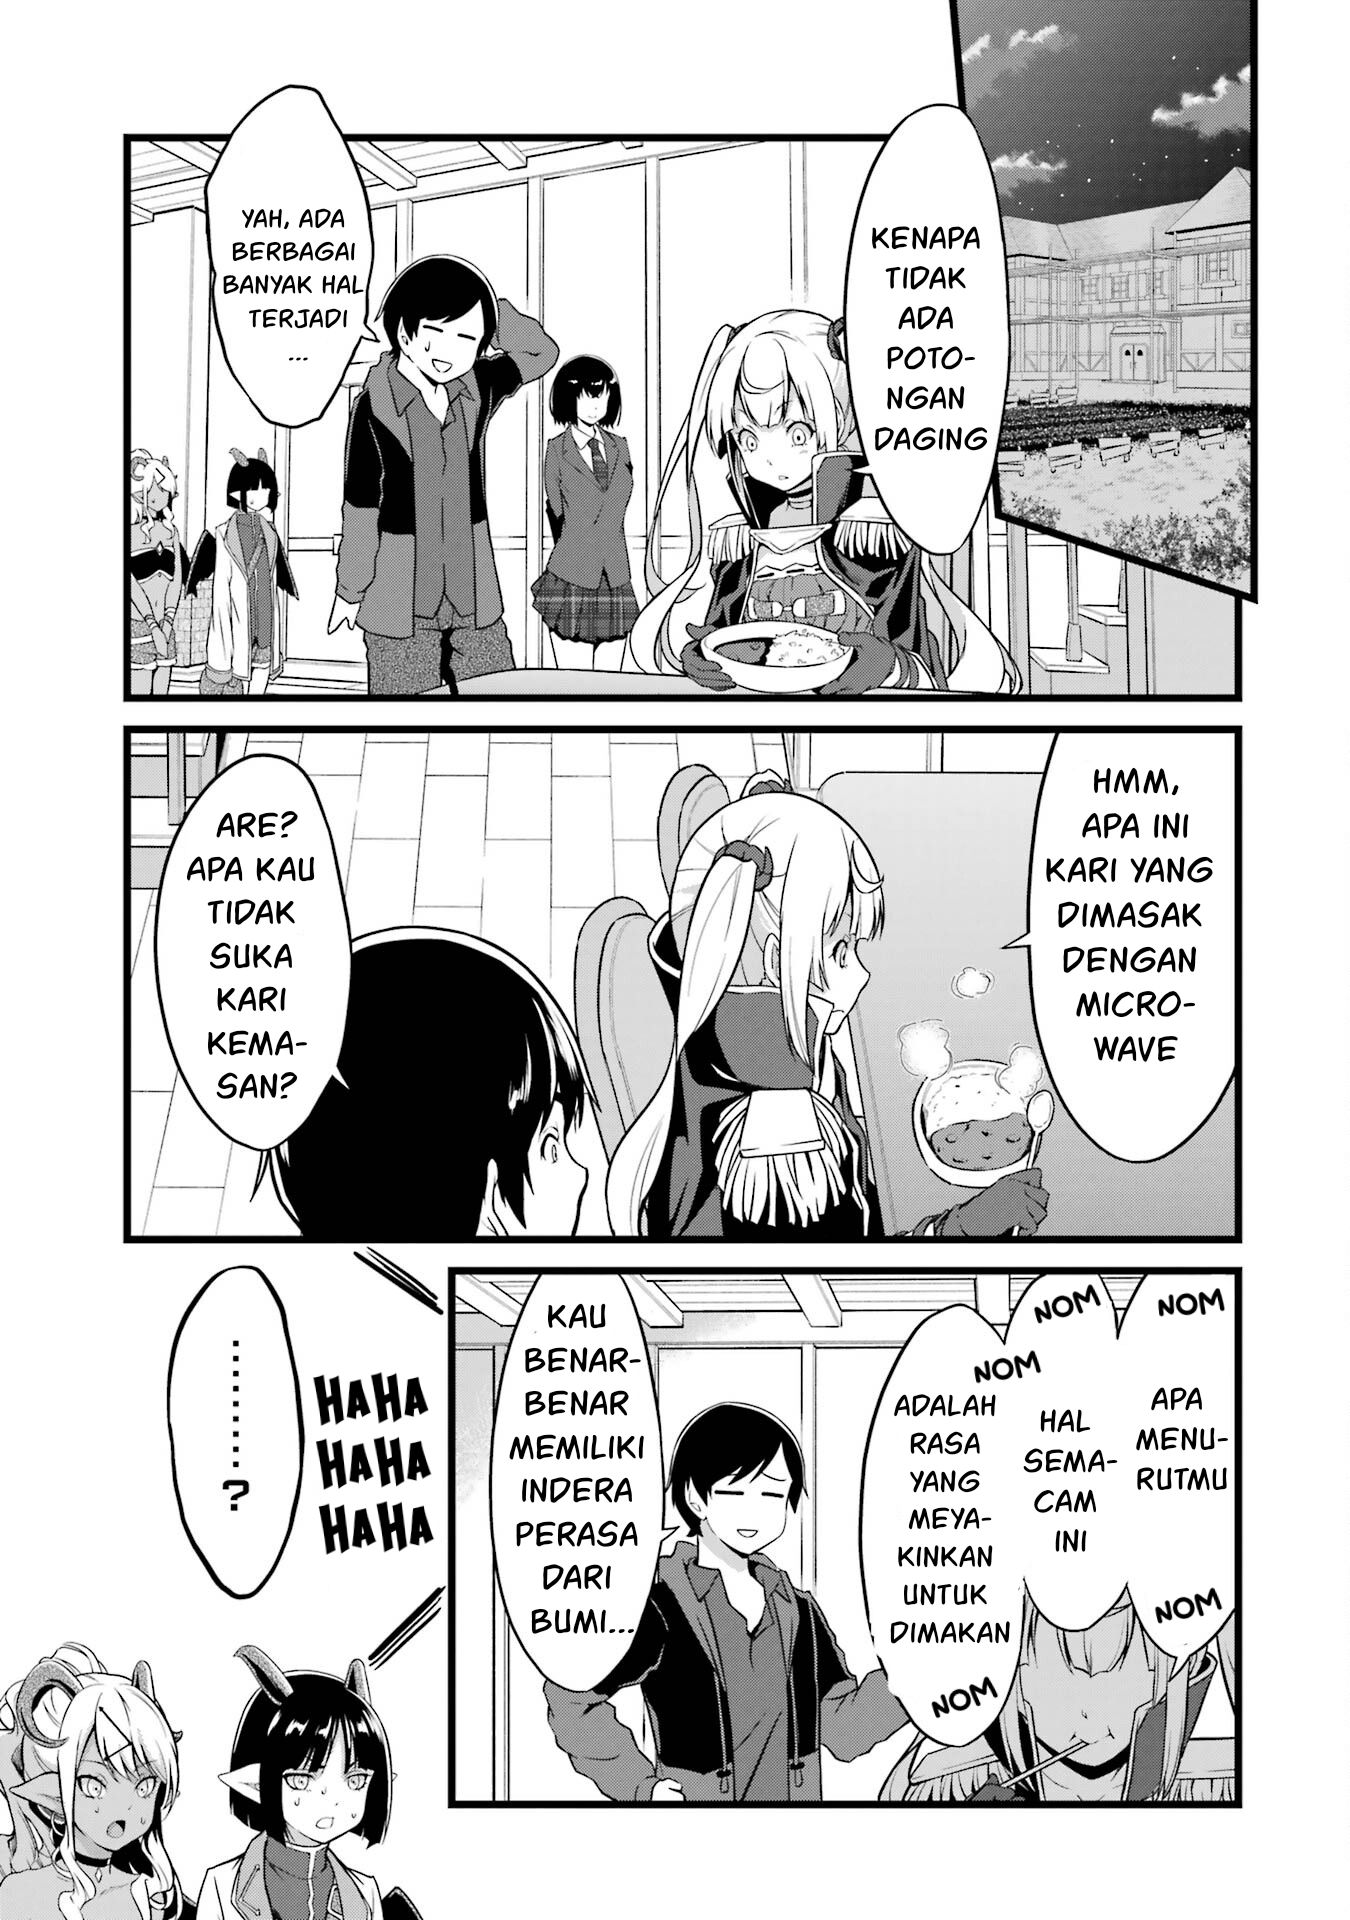 KENAPA
TIDAK
ADA
POTO-
NGAN
DAGING
YAH, ADA
BERBAGAI
BANYAK HAL
TERJADI
...
HMM,
APA INI
KARI YANG
DIMASAK
DENGAN
MICRO-
WAVE
ARE?
APA KAU
TIDAK
SUKA
KARI
KEMA-
SAN?
NOM
APA
MENU-
RUTMU
NOM
NOM
HAL
SEMA-
CAM
INI
NOM
ADALAH
RASA
YANG
MEYA-
KINKAN
UNTUK
DIMAKAN
NOM
KAU
BENAR-
BENAR
MEMILIKI
INDERA
PERASA
DARI
BUMI...
HAHA
HAHA
HAHA
.........?